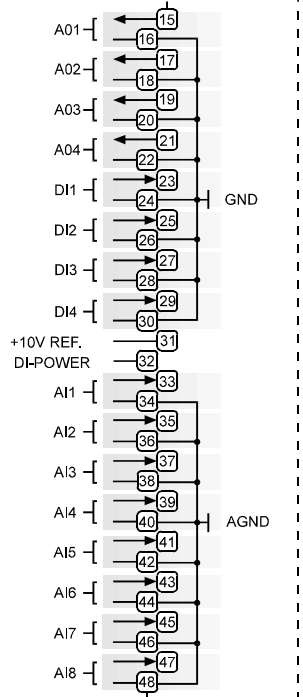 15
A01
16
17
A02
18
19
A03
20
21
A04
22
23
DI1
24
GND
25
DI2
26
27
DI3
28
29
DI4
30
+10V REF.
31
DI-POWER
32
33
AI1
34
35
AI2
36
37
AI3
38
39
AI4
40
AGND
41
AI5
42
43
AI6
44
45
AI7
46
47
AI8
48